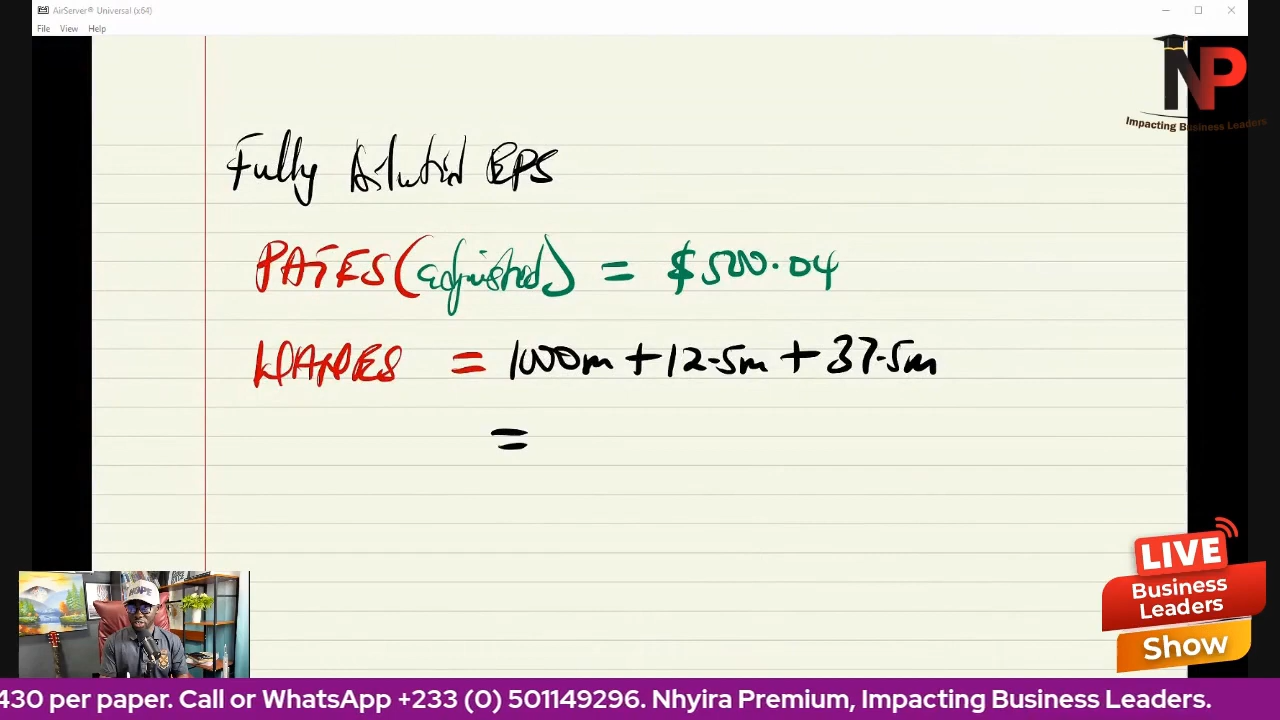 AirServer® Universal (x64)
File View Help
NP
Impacting Business Leaders
Fully diluted EPS
PATES (adjusted) = $500.04
= 1000m + 12.5m + 37.5m
=
LIVE
Business
Leaders
Show
430 per paper. Call or WhatsApp +233 (0) 501149296. Nhyira Premium, Impacting Business Leaders.